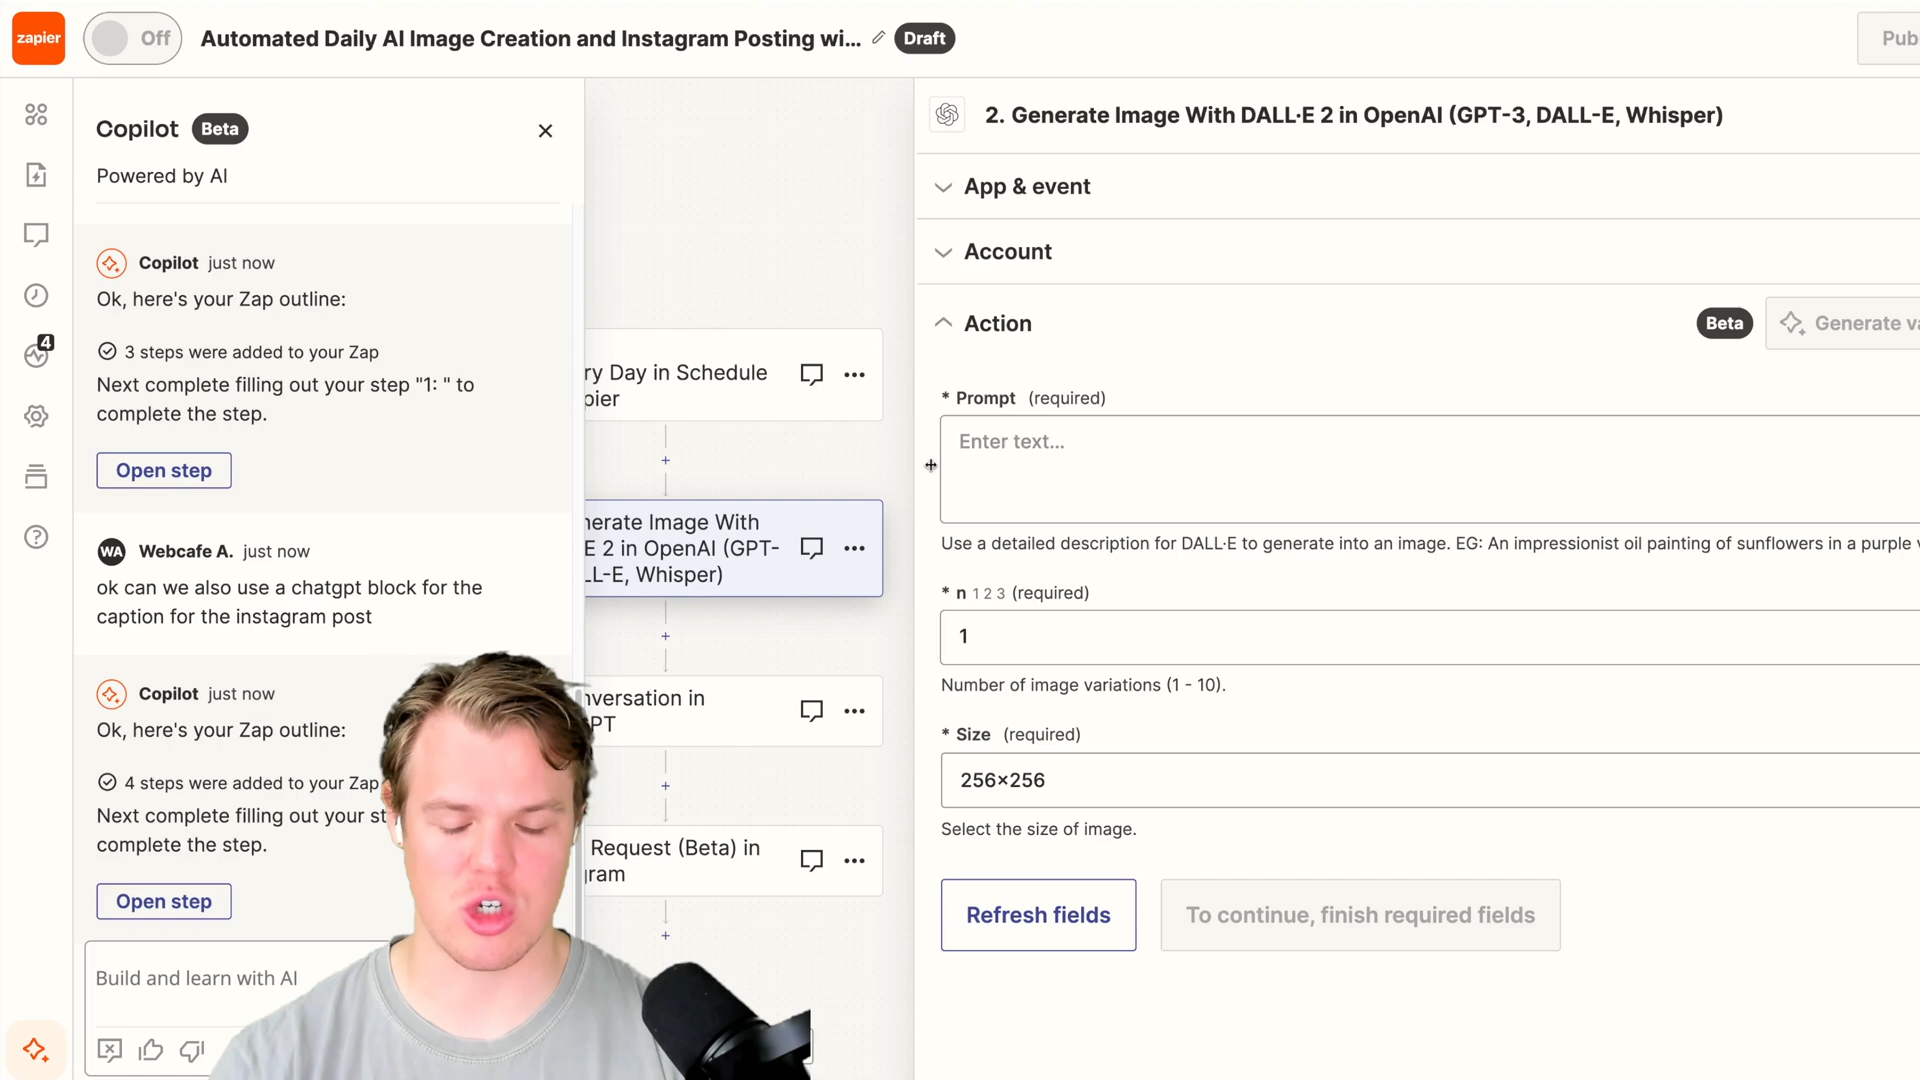 zapier
Off
Automated Daily AI Image Creation and Instagram Posting wi...
Draft
Copilot Beta
Powered by AI
Copilot just now
Ok, here's your Zap outline:
3 steps were added to your Zap
Next complete filling out your step "1: " to
complete the step.
Open step
WA Webcafe A. just now
ok can we also use a chatgpt block for the
caption for the instagram post
Copilot just now
Ok, here's your Zap outline:
4 steps were added to your Zap
Next complete filling out your
complete the step.
Open step
Build and learn with AI
4
Day in Schedule
Image With
2 in OpenAI (GPT-
Whisper)
in
Request (Beta) in
2. Generate Image With DALL·E 2 in OpenAI (GPT-3, DALL-E, Whisper)
App & event
Account
Action
Beta
Generate
* Prompt (required)
Enter text...
Use a detailed description for DALL·E to generate into an image. EG: An impressionist oil painting of sunflowers in a purple
* n 1 2 3 (required)
1
Number of image variations (1 - 10).
* Size (required)
256×256
Select the size of image.
Refresh fields
To continue, finish required fields